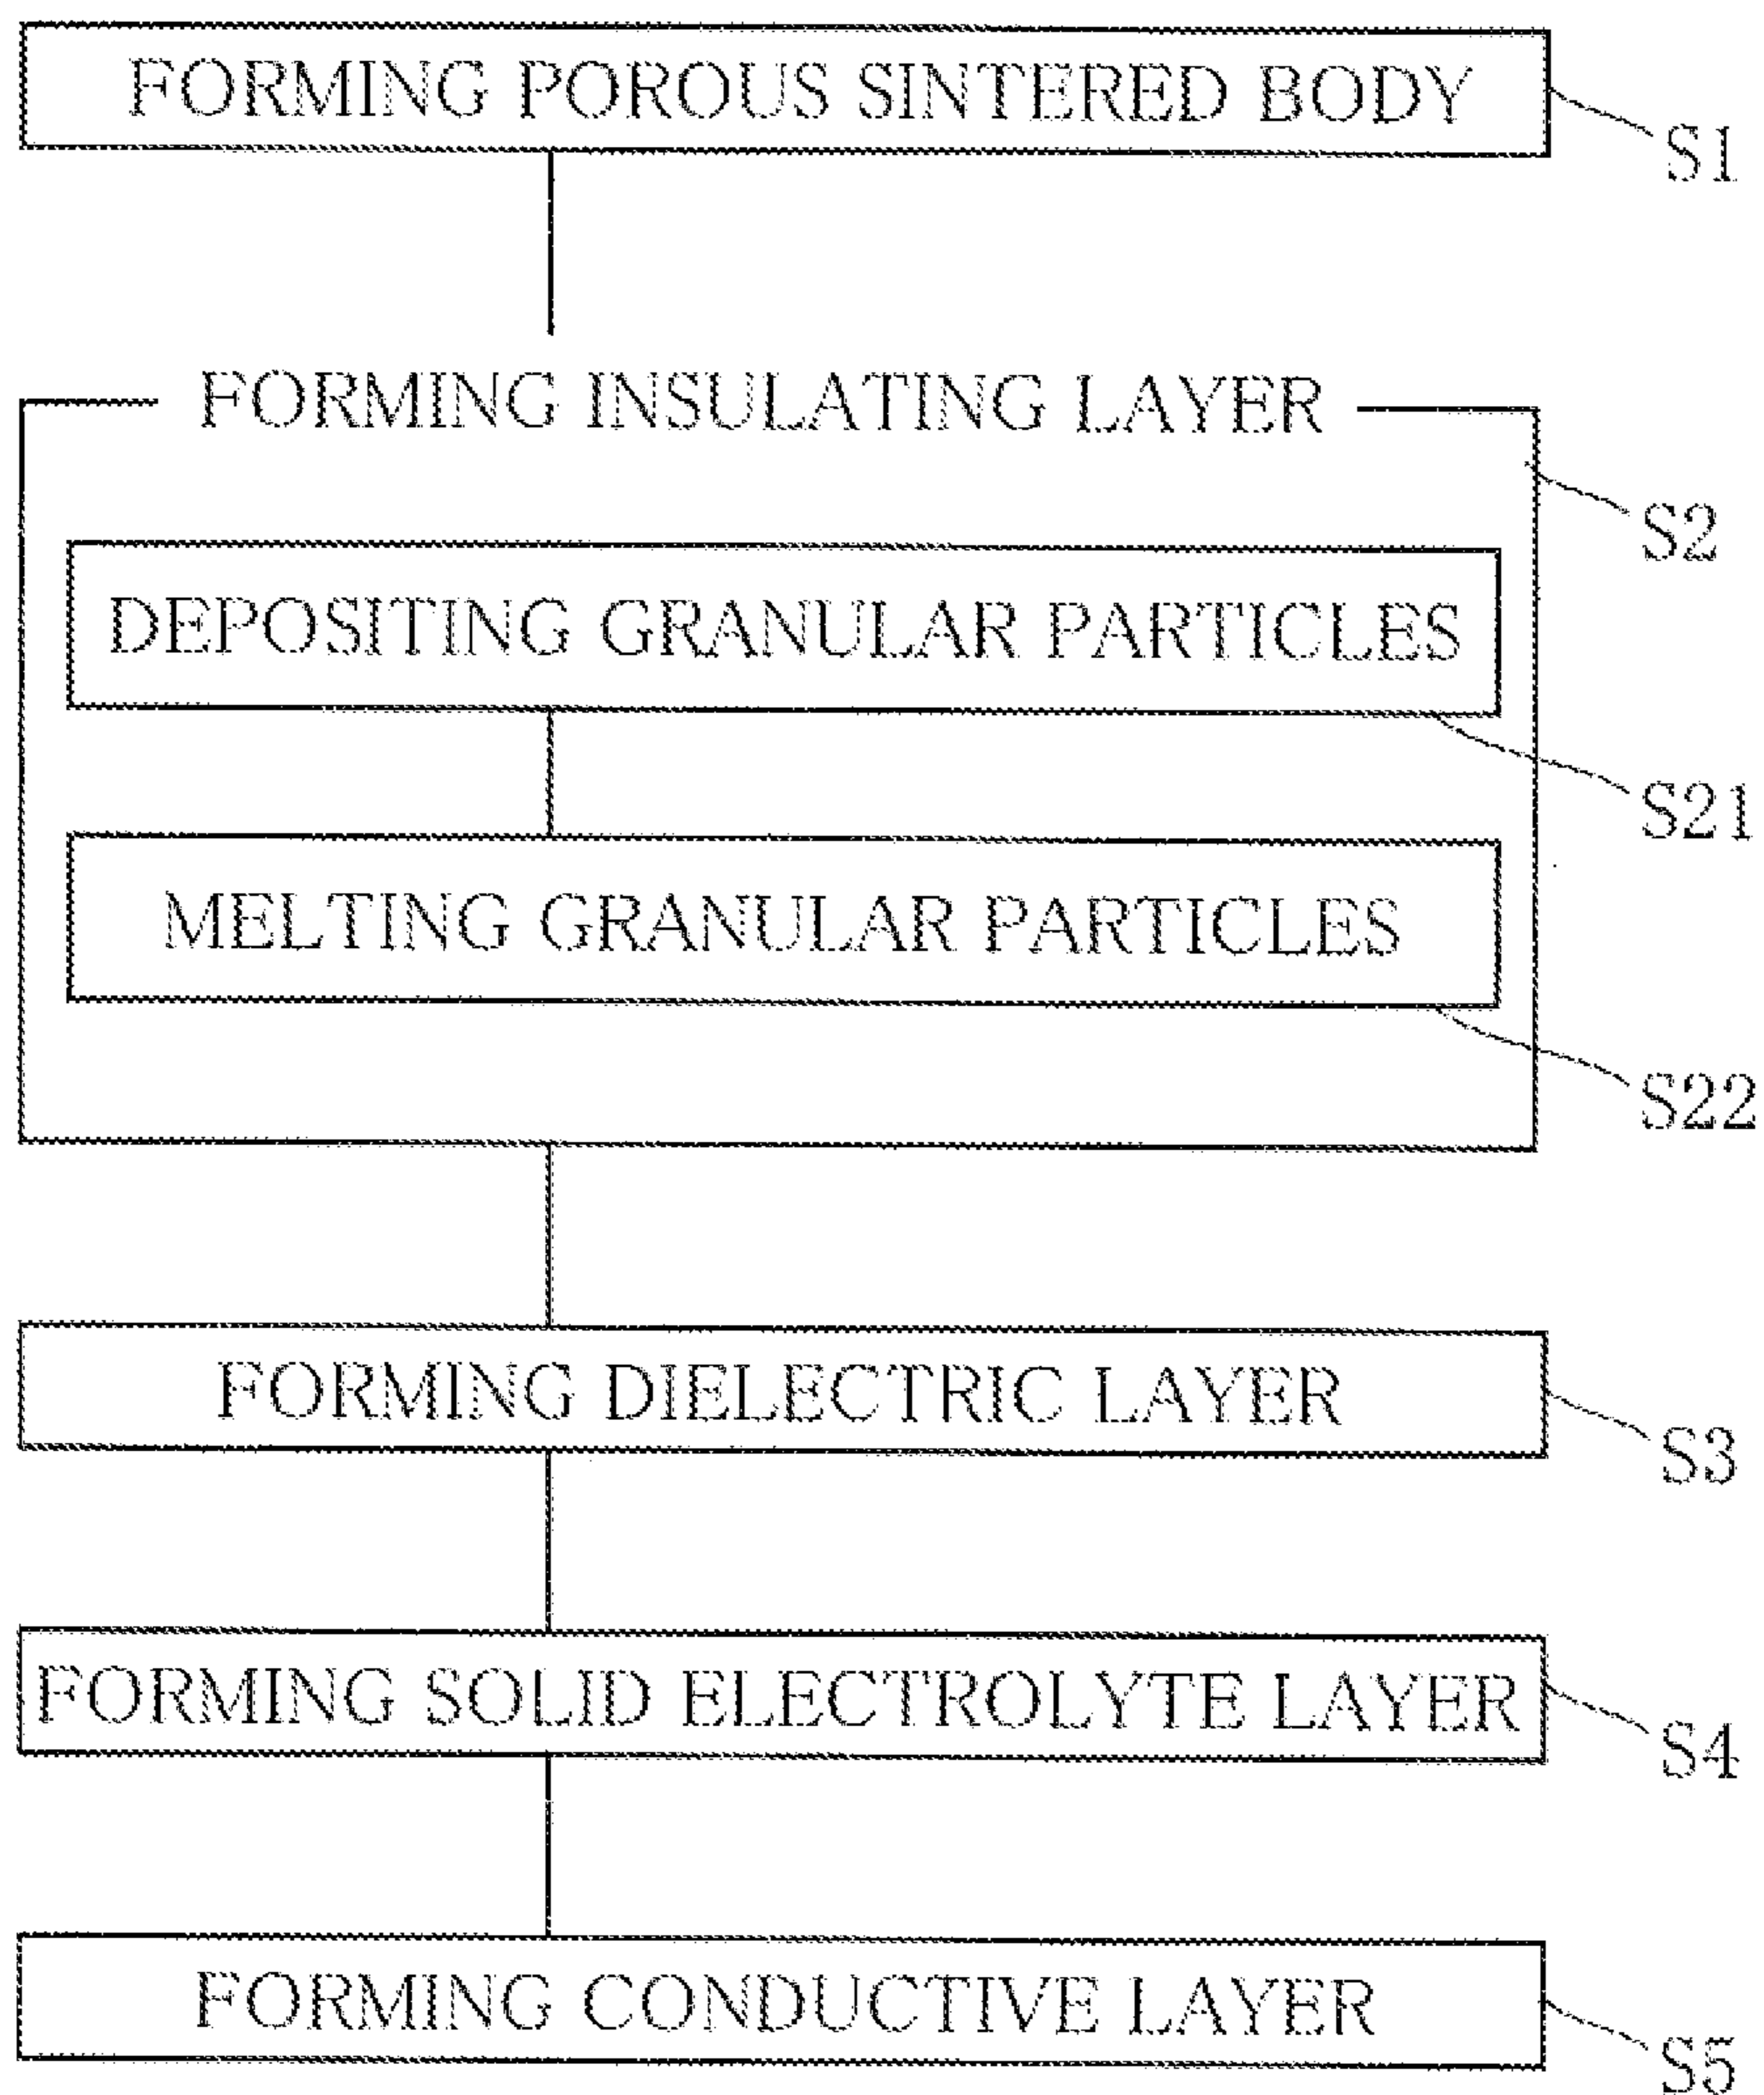 FORMING POROUS SINTERED BODY
S1
FORMING INSULATING LAYER
S2
DEPOSITING GRANULAR PARTICLES
S21
MELTING GRANULAR PARTICLES
S22
FORMING DIELECTRIC LAYER
S3
FORMING SOLID ELECTROLYTE LAYER
S4
FORMING CONDUCTIVE LAYER
S5